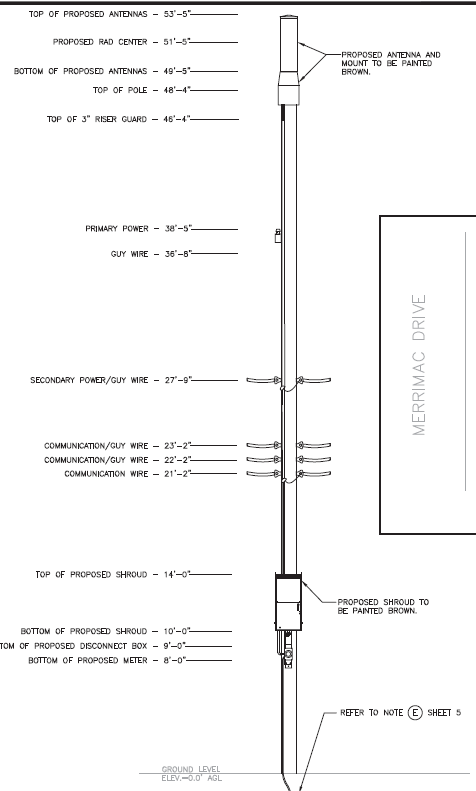 TOP OF PROPOSED ANTENNAS - 53'-5"
PROPOSED RAD CENTER - 51'-5"
PROPOSED ANTENNA AND
MOUNT TO BE PAINTED
BROWN.
BOTTOM OF PROPOSED ANTENNAS - 49'-5"
TOP OF POLE - 48'-4"
TOP OF 3" RISER GUARD - 46'-4"
PRIMARY POWER - 38'-5"
GUY WIRE - 36'-8"
MERRIMAC DRIVE
SECONDARY POWER/GUY WIRE - 27'-9"
COMMUNICATION/GUY WIRE - 23'-2"
COMMUNICATION/GUY WIRE - 22'-2"
COMMUNICATION WIRE - 21'-2"
TOP OF PROPOSED SHROUD - 14'-0"
PROPOSED SHROUD TO
BE PAINTED BROWN.
BOTTOM OF PROPOSED SHROUD - 10'-0"
TOM OF PROPOSED DISCONNECT BOX - 9'-0"
BOTTOM OF PROPOSED METER - 8'-0"
REFER TO NOTE E SHEET 5
GROUND LEVEL
ELEV.=0.0' AGL